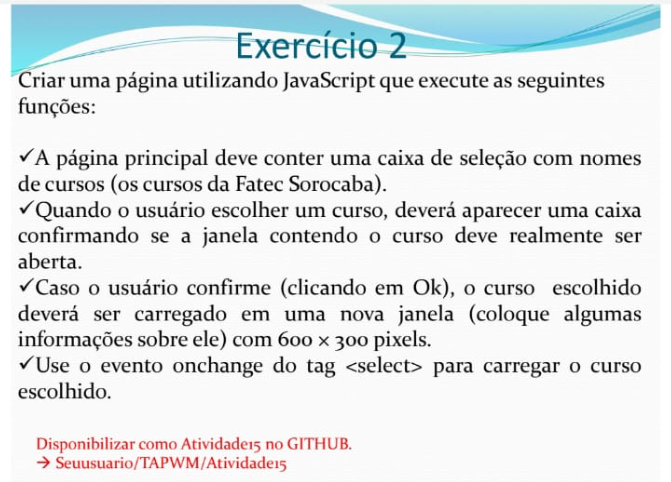 Exercício 2
Criar uma página utilizando JavaScript que execute as seguintes
funções:
✓A página principal deve conter uma caixa de seleção com nomes
de cursos (os cursos da Fatec Sorocaba).
✓Quando o usuário escolher um curso, deverá aparecer uma caixa
confirmando se a janela contendo o curso deve realmente ser
aberta.
✓Caso o usuário confirme (clicando em Ok), o curso escolhido
deverá ser carregado em uma nova janela (coloque algumas
informações sobre ele) com 600 × 300 pixels.
✓Use o evento onchange do tag <select> para carregar o curso
escolhido.
Disponibilizar como Atividade15 no GITHUB.
→ Seuusuario/TAPWM/Atividade15